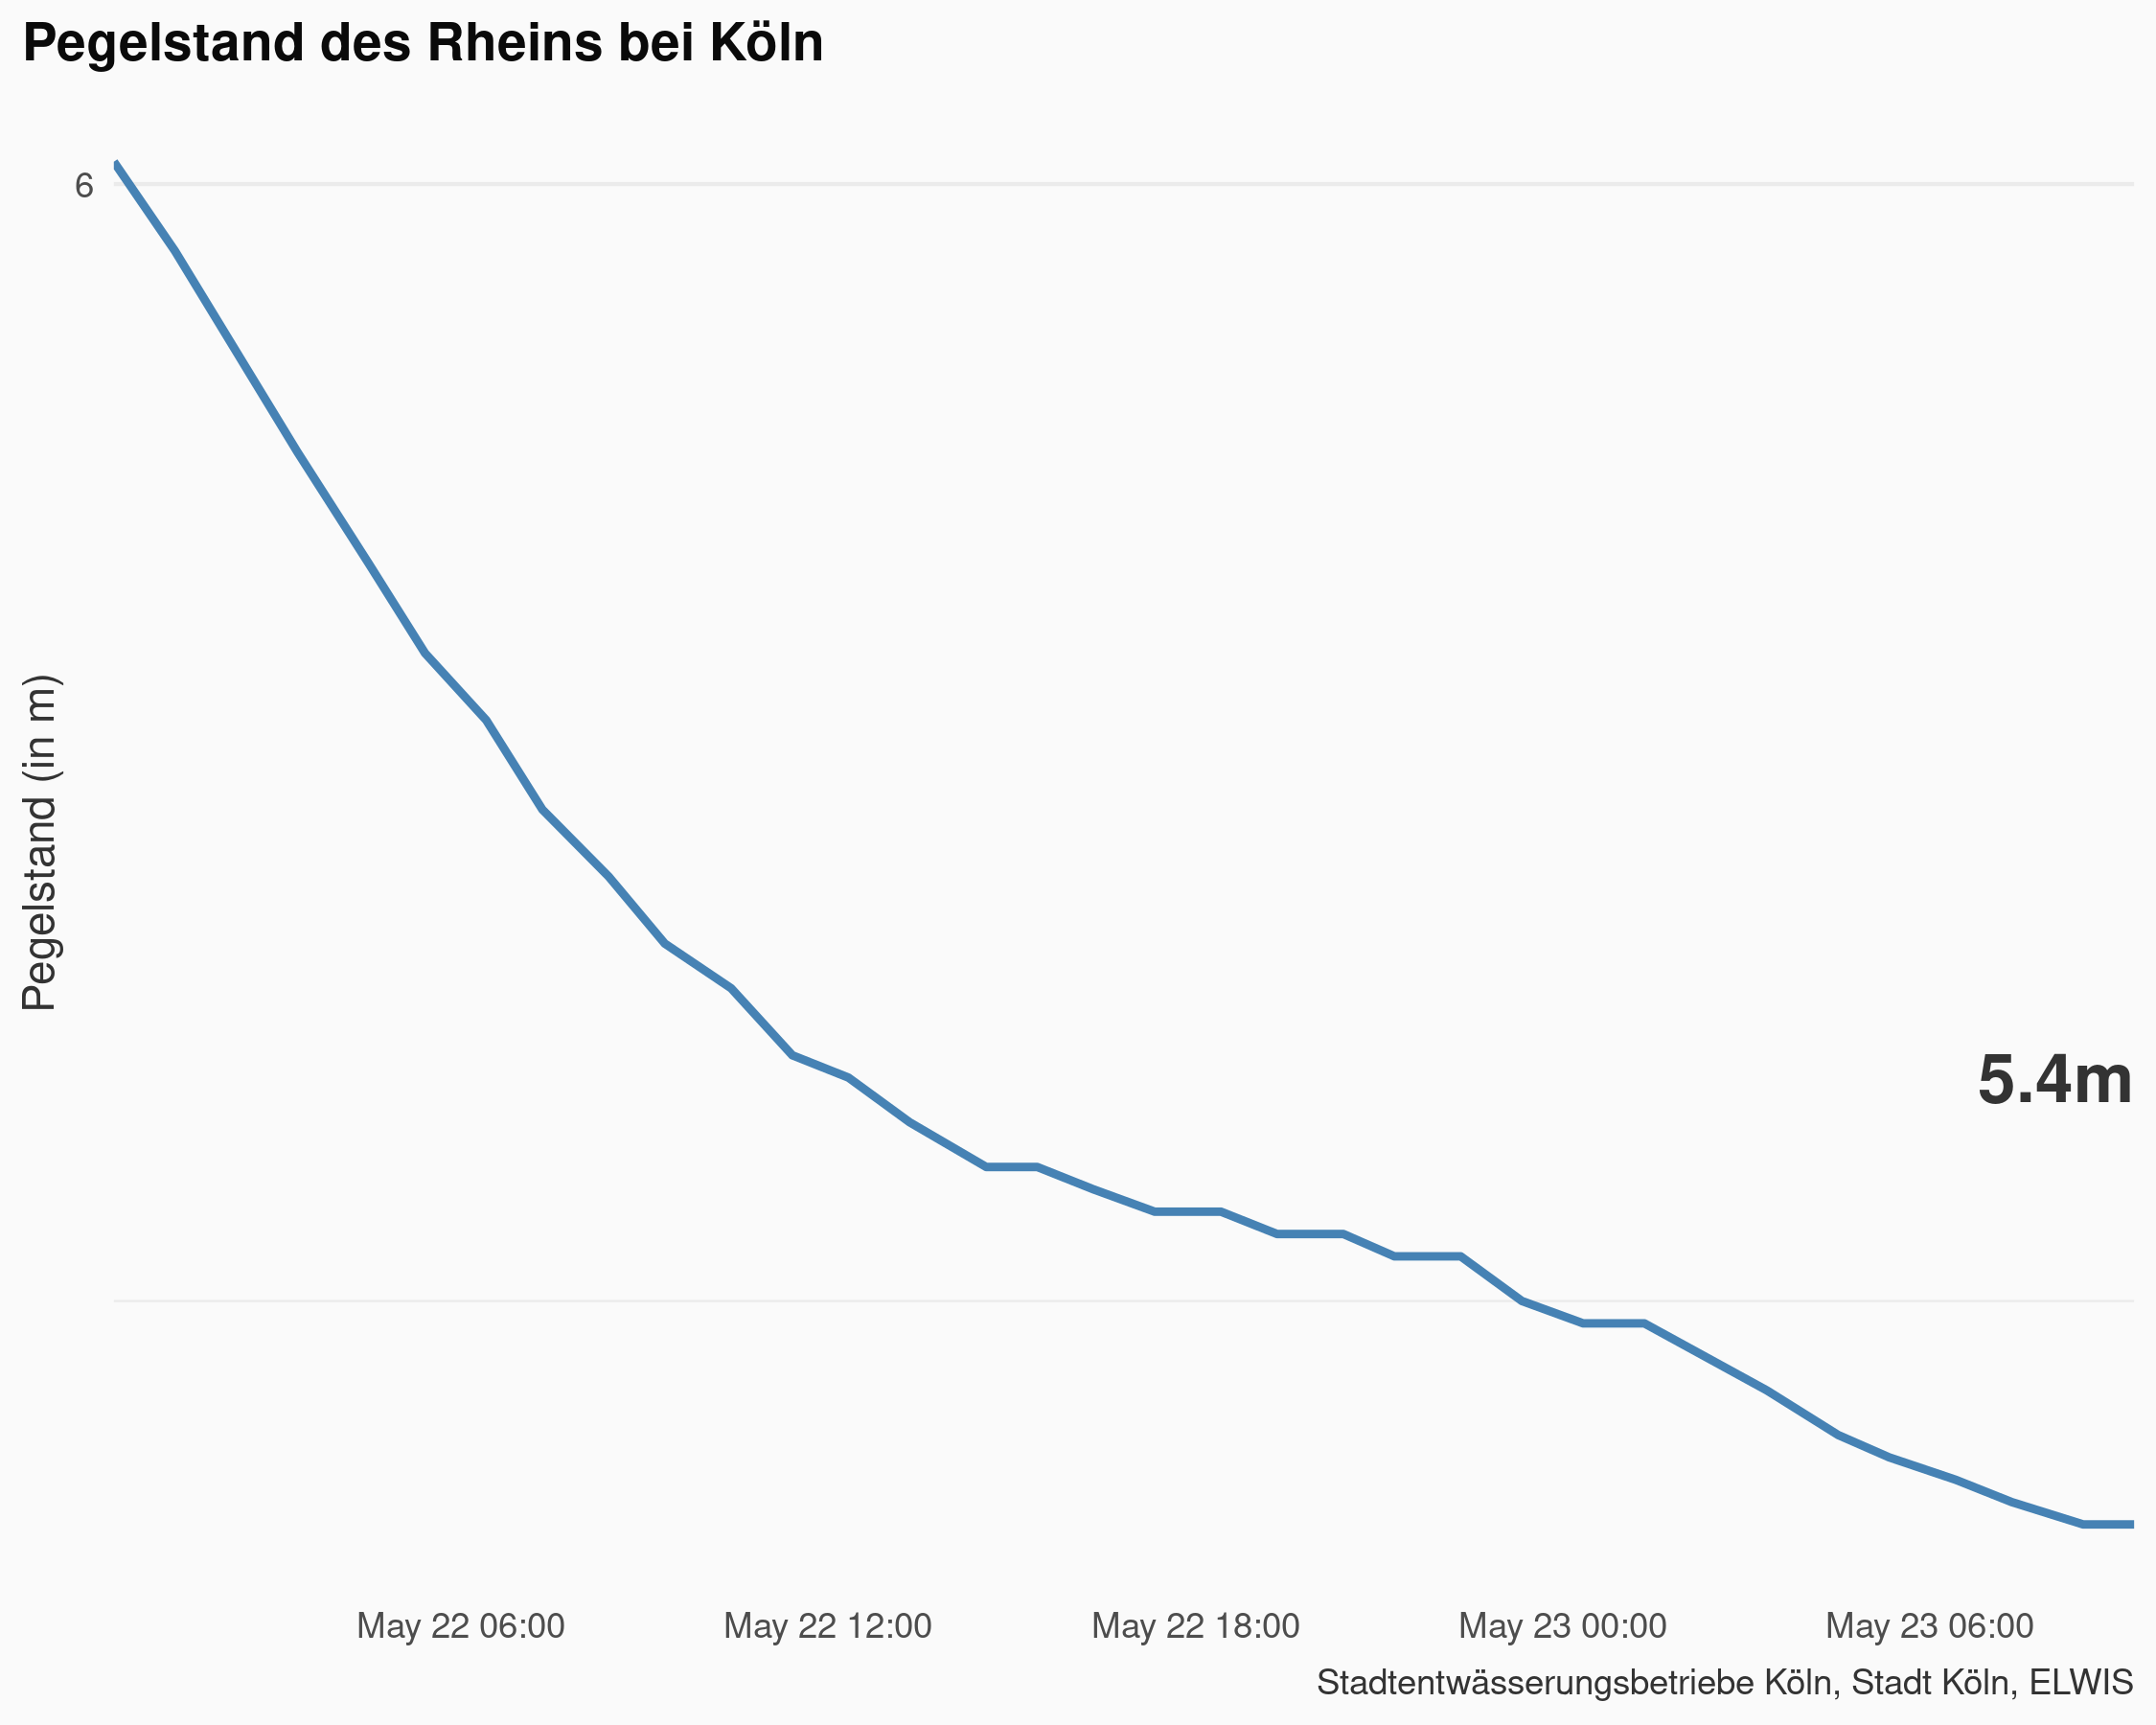 Pegelstand des Rheins bei Köln
6
Pegelstand (in m)
5.4m
May 22 06:00
May 22 12:00
May 22 18:00
May 23 00:00
May 23 06:00
Stadtentwässerungsbetriebe Köln, Stadt Köln, ELWIS